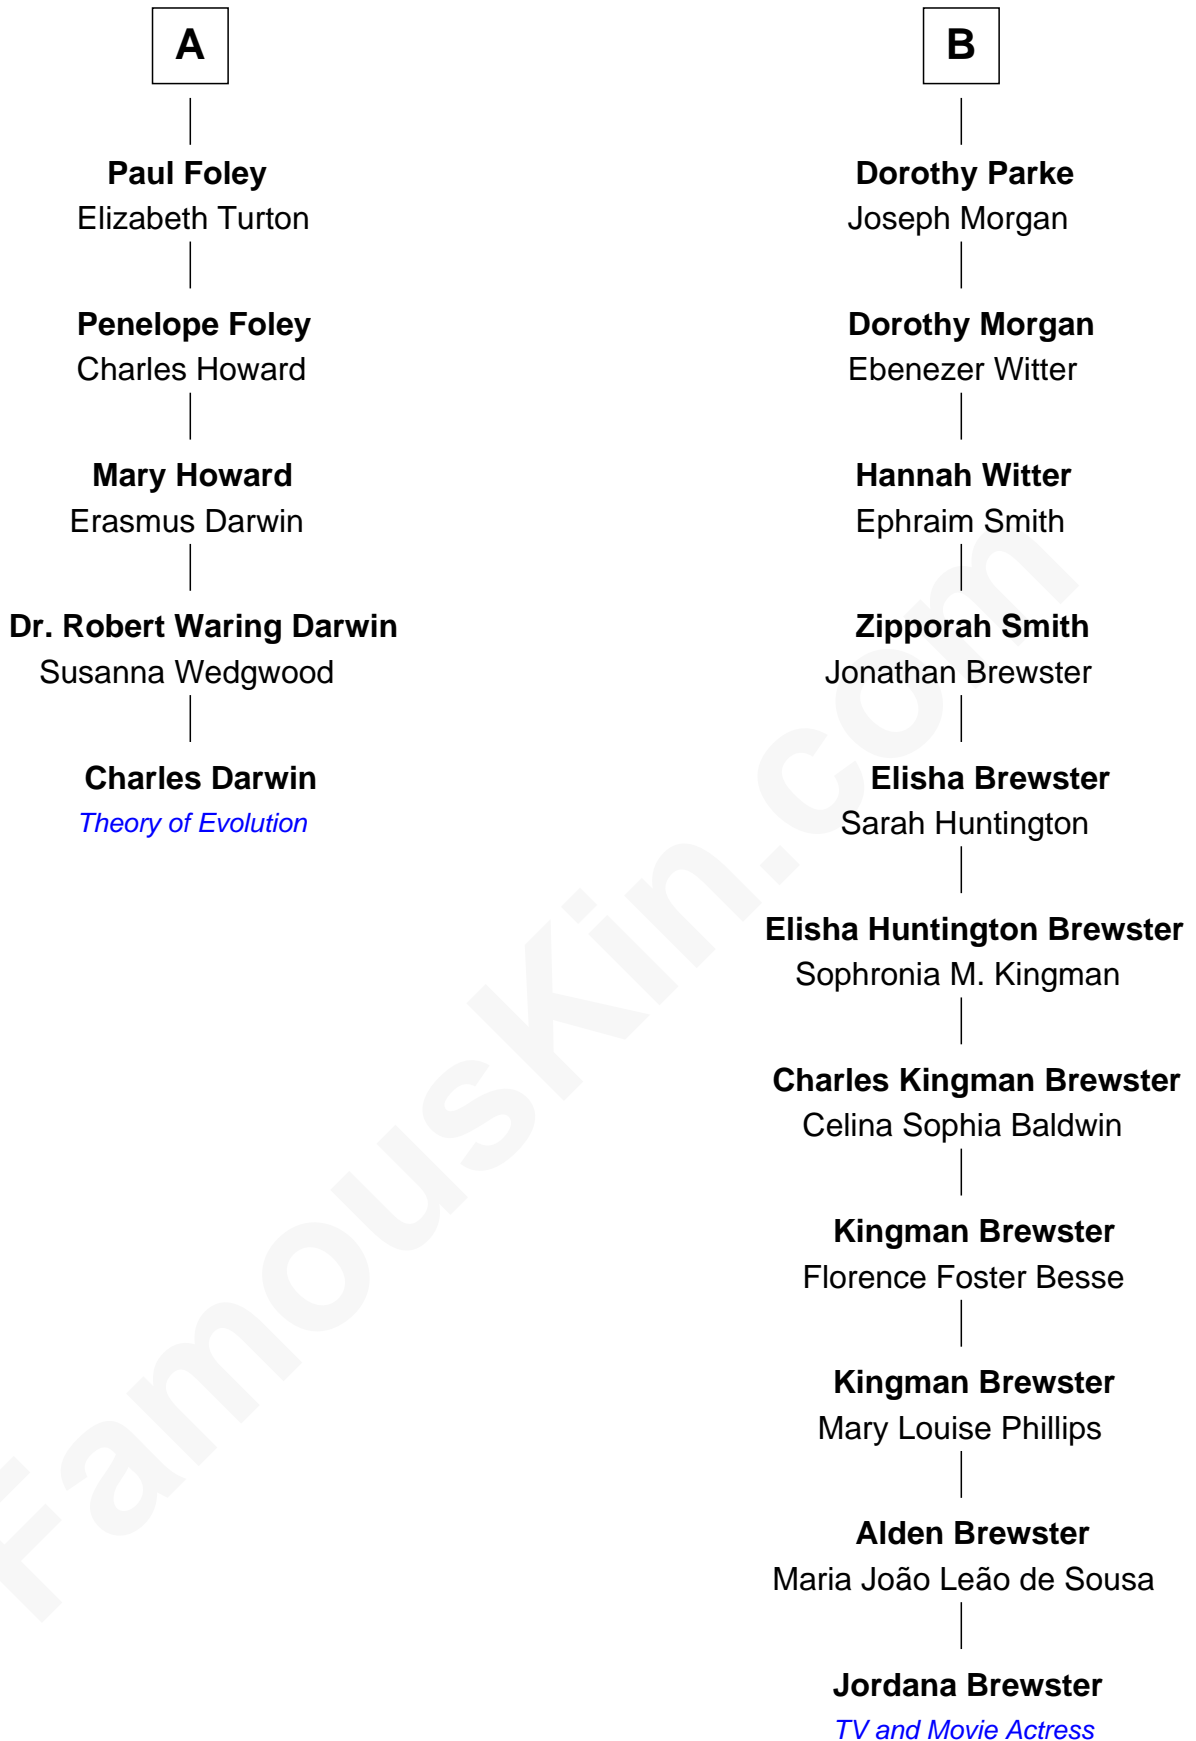 A
Paul Foley
Elizabeth Turton
Penelope Foley
Charles Howard
Mary Howard
Erasmus Darwin
Dr. Robert Waring Darwin
Susanna Wedgwood
Charles Darwin
Theory of Evolution
B
Dorothy Parke
Joseph Morgan
Dorothy Morgan
Ebenezer Witter
Hannah Witter
Ephraim Smith
Zipporah Smith
Jonathan Brewster
Elisha Brewster
Sarah Huntington
Elisha Huntington Brewster
Sophronia M. Kingman
Charles Kingman Brewster
Celina Sophia Baldwin
Kingman Brewster
Florence Foster Besse
Kingman Brewster
Mary Louise Phillips
Alden Brewster
Maria João Leão de Sousa
Jordana Brewster
TV and Movie Actress
FamousKin.com